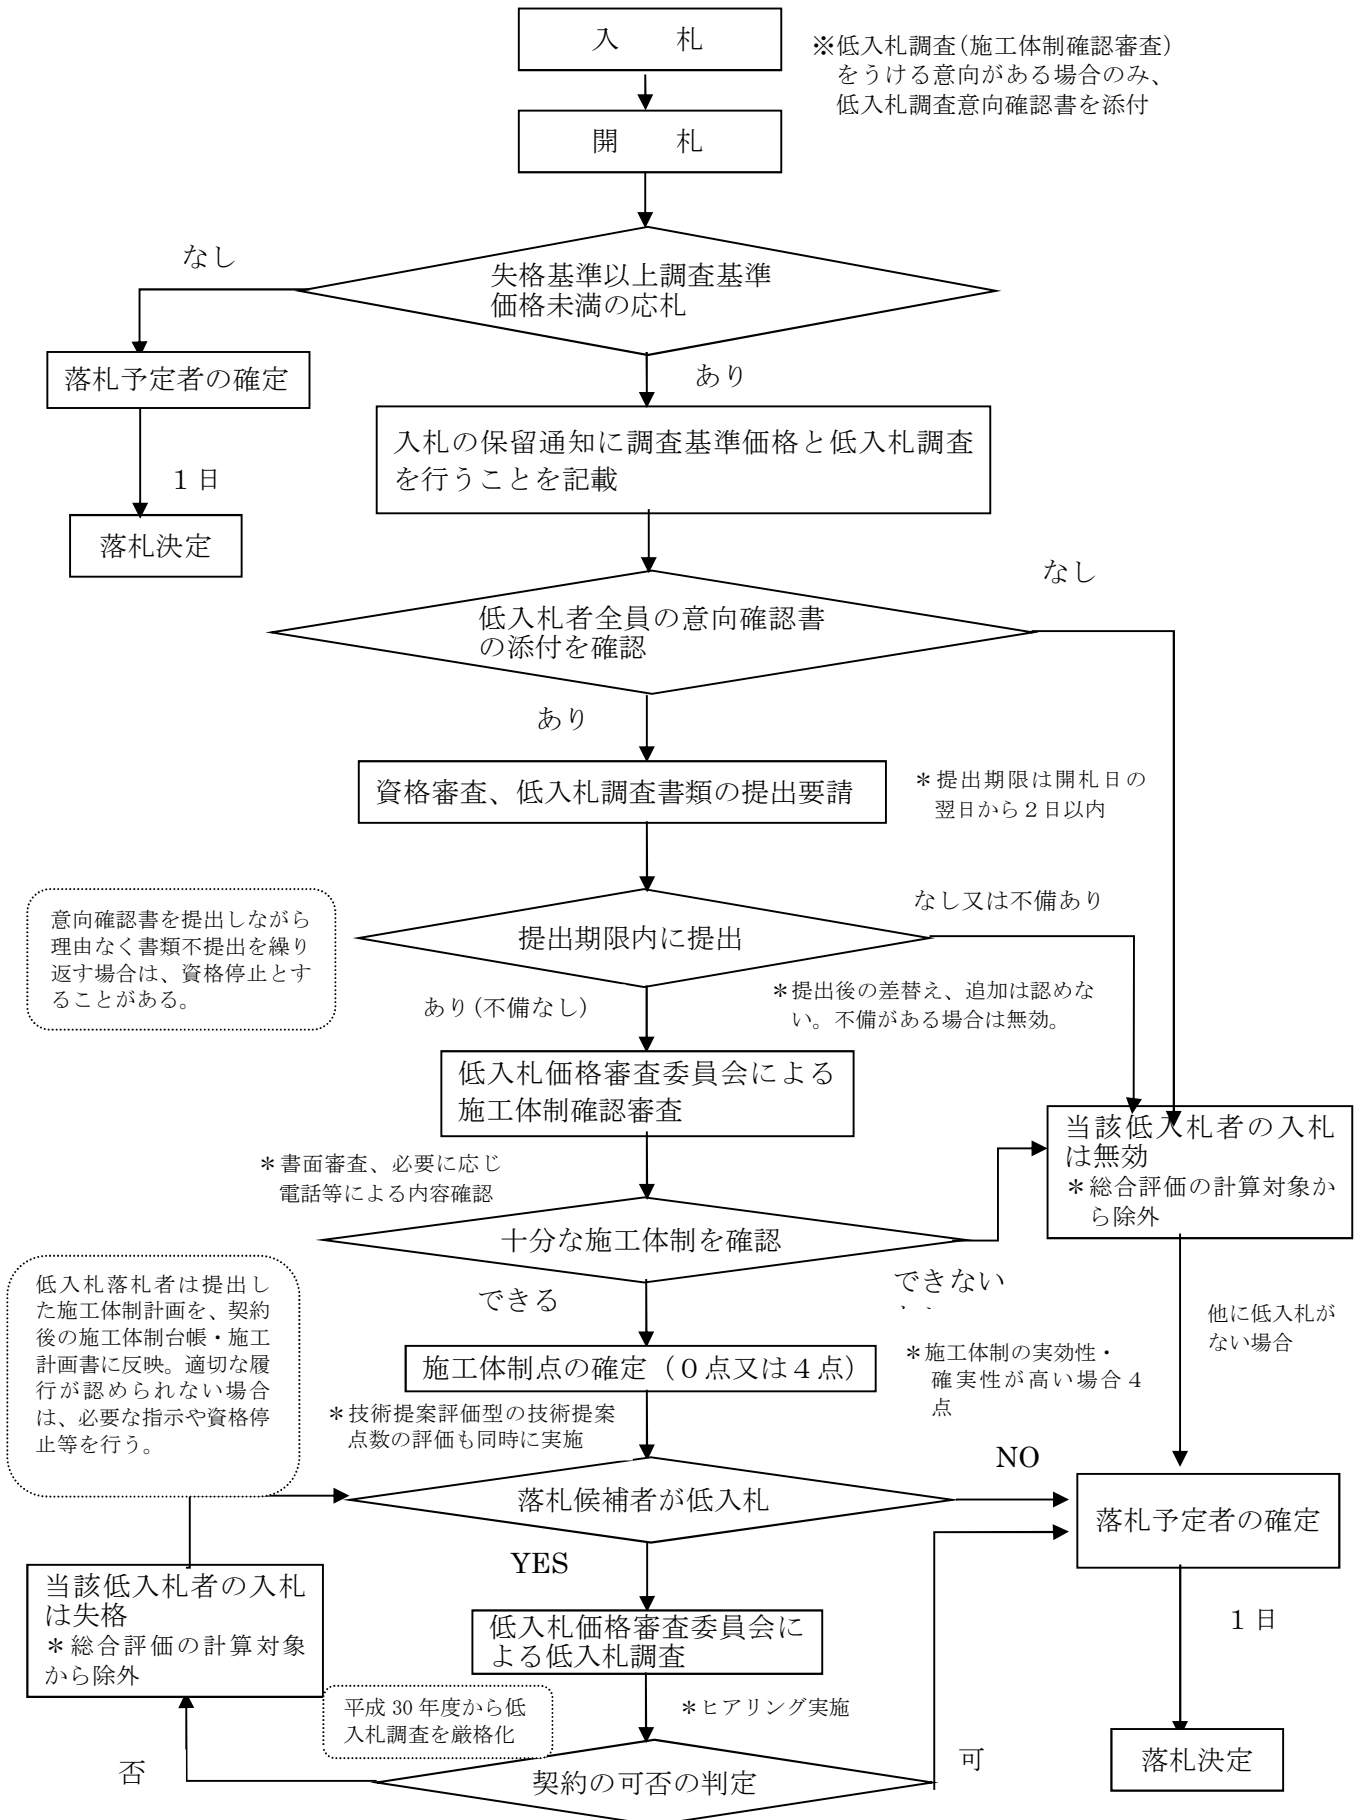 入　　札
※低入札調査(施工体制確認審査)
をうける意向がある場合のみ、
低入札調査意向確認書を添付
開　　札
なし
失格基準以上調査基準
価格未満の応札
落札予定者の確定
あり
入札の保留通知に調査基準価格と低入札調査
を行うことを記載
１日
落札決定
なし
低入札者全員の意向確認書
の添付を確認
あり
資格審査、低入札調査書類の提出要請
＊提出期限は開札日の
翌日から２日以内
意向確認書を提出しながら
理由なく書類不提出を繰り
返す場合は、資格停止とす
ることがある。
なし又は不備あり
提出期限内に提出
あり(不備なし)
＊提出後の差替え、追加は認めな
い。不備がある場合は無効。
低入札価格審査委員会による
施工体制確認審査
当該低入札者の入札
は無効
＊総合評価の計算対象か
ら除外
＊書面審査、必要に応じ
電話等による内容確認
十分な施工体制を確認
できない
できる
低入札落札者は提出し
た施工体制計画を、契約
後の施工体制台帳・施工
計画書に反映。適切な履
行が認められない場合
は、必要な指示や資格停
止等を行う。
他に低入札が
ない場合
施工体制点の確定（０点又は４点）
＊施工体制の実効性・
確実性が高い場合４
点
＊技術提案評価型の技術提案
点数の評価も同時に実施
NO
落札候補者が低入札
落札予定者の確定
YES
当該低入札者の入札
は失格
＊総合評価の計算対象
から除外
低入札価格審査委員会に
よる低入札調査
１日
平成 30 年度から低
入札調査を厳格化
＊ヒアリング実施
否
契約の可否の判定
可
落札決定